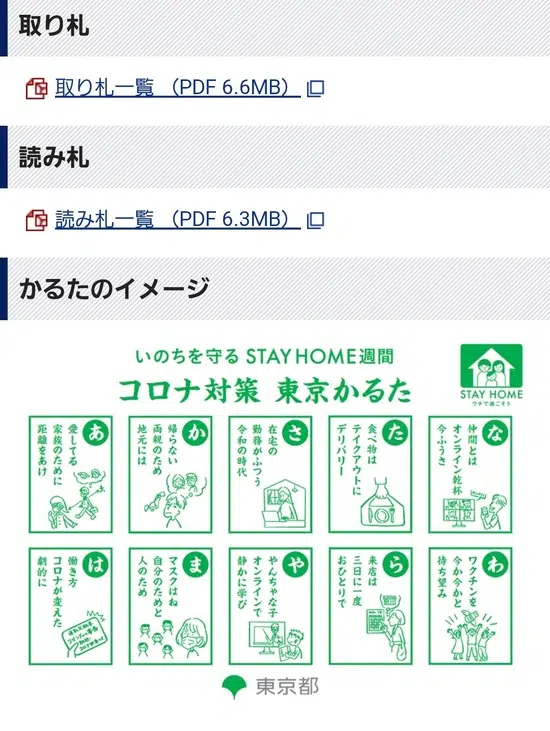 取り札
取り札一覧 （PDF 6.6MB）
読み札
読み札一覧 （PDF 6.3MB）
かるたのイメージ
いのちを守る STAY HOME週間
コロナ対策 東京かるた
STAY HOME
ウチで過ごそう
あ
愛してる
家族のために
距離をあけ
か
帰らない
両親のため
地元には
さ
在宅の
勤務がふつう
令和の時代
た
食べ物は
テイクアウトに
デリバリー
な
仲間とは
オンライン乾杯
今ふうさ
は
働き方
コロナが変えた
劇的に
ま
マスクはね
自分のためと
人のため
や
やんちゃな子
オンラインで
静かに学び
ら
来店は
三日に一度
おひとりで
わ
ワクチンを
今か今かと
待ち望み
東京都